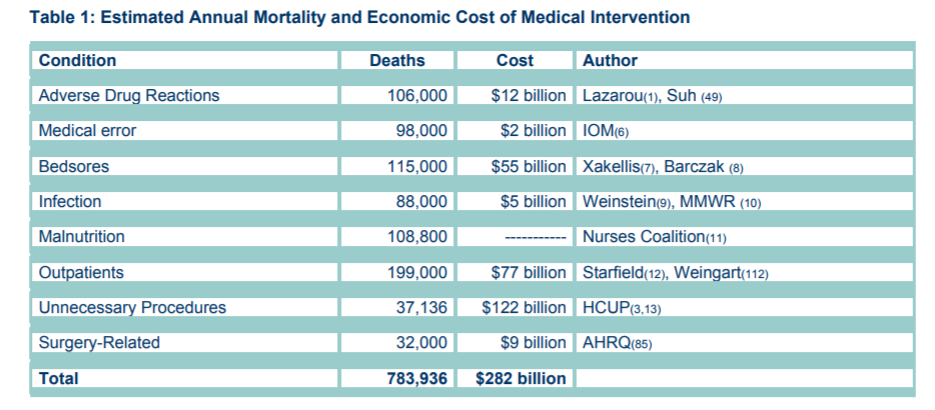 Table 1: Estimated Annual Mortality and Economic Cost of Medical Intervention
Condition Deaths Cost Author
Adverse Drug Reactions 106,000 $12 billion Lazarou(1), Suh (49)
Medical error 98,000 $2 billion IOM(6)
Bedsores 115,000 $55 billion Xakellis(7), Barczak (8)
Infection 88,000 $5 billion Weinstein(9), MMWR (10)
Malnutrition 108,800 ----------- Nurses Coalition(11)
Outpatients 199,000 $77 billion Starfield(12), Weingart(112)
Unnecessary Procedures 37,136 $122 billion HCUP(3,13)
Surgery-Related 32,000 $9 billion AHRQ(85)
Total 783,936 $282 billion